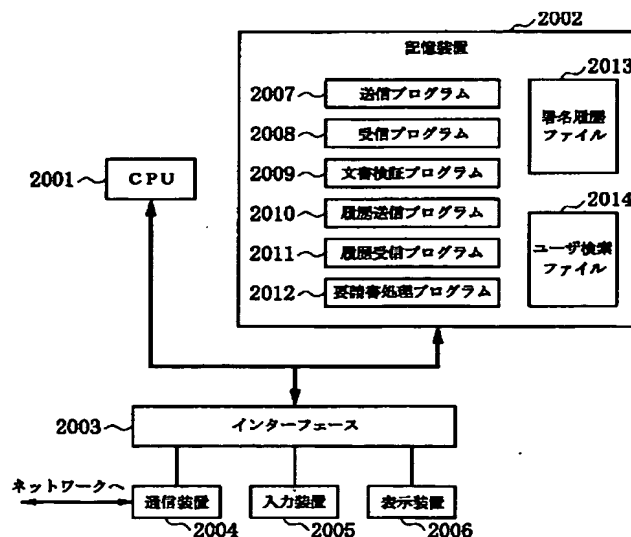 2002
記憶装置
2007
送信プログラム
2013
署名履歴
ファイル
2008
受信プログラム
2001
CPU
2009
文書検証プログラム
2010
履歴送信プログラム
2014
ユーザ検索
ファイル
2011
履歴受信プログラム
2012
要請書処理プログラム
2003
インターフェース
ネットワークへ
通信装置
入力装置
表示装置
2004
2005
2006